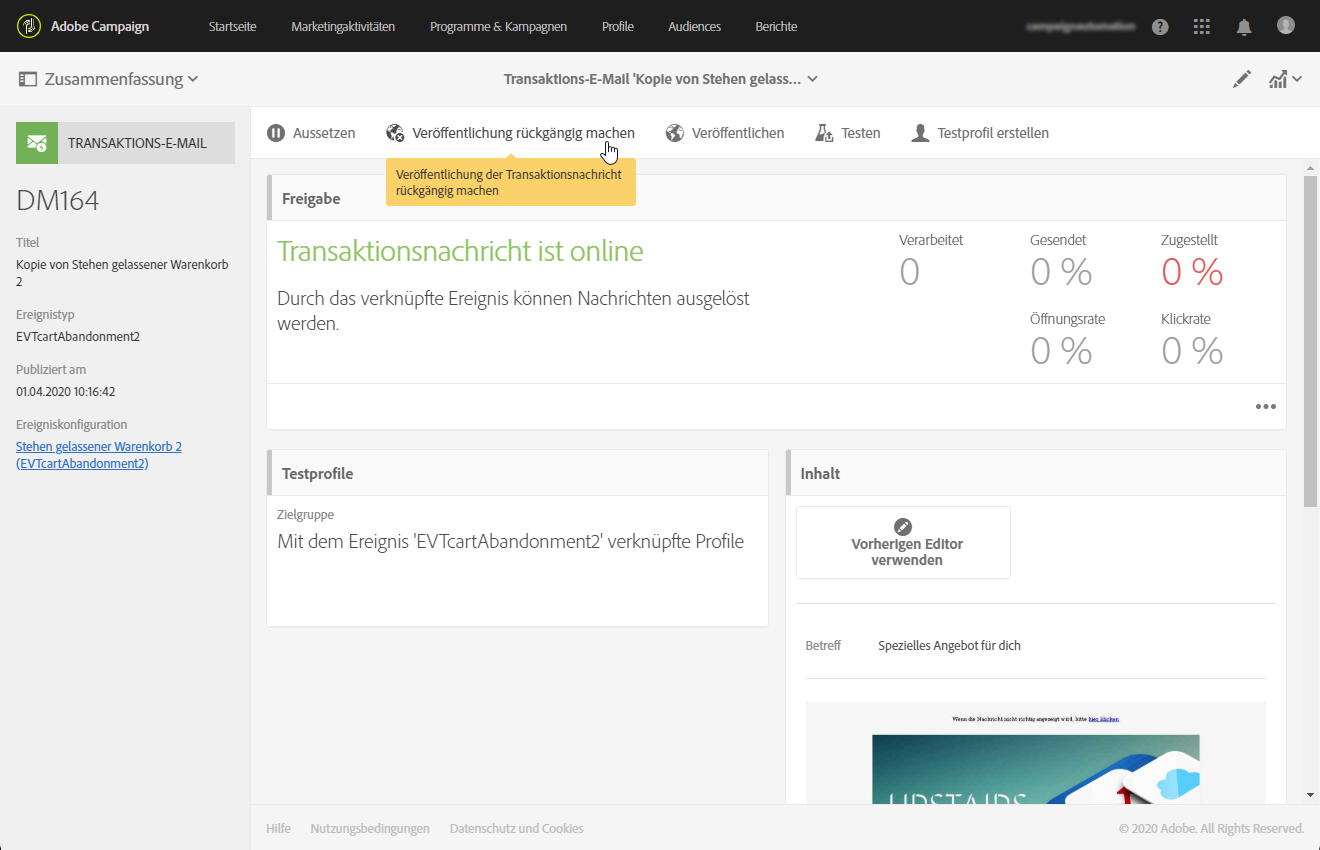 Adobe Campaign
Startseite
Marketingaktivitäten
Programme & Kampagnen
Profile
Audiences
Berichte
Zusammenfassung
Transaktions-E-Mail 'Kopie von Stehen gelass...
TRANSAKTIONS-E-MAIL
Aussetzen
Veröffentlichung rückgängig machen
Veröffentlichen
Testen
Testprofil erstellen
Veröffentlichung der Transaktionsnachricht
rückgängig machen
DM164
Titel
Kopie von Stehen gelassener Warenkorb
2
Ereignistyp
EVTcartAbandonment2
Publiziert am
01.04.2020 10:16:42
Ereigniskonfiguration
Stehen gelassener Warenkorb 2
(EVTcartAbandonment2)
Freigabe
Transaktionsnachricht ist online
Durch das verknüpfte Ereignis können Nachrichten ausgelöst
werden.
Verarbeitet
0
Gesendet
0 %
Zugestellt
0 %
Öffnungsrate
0 %
Klickrate
0 %
Testprofile
Zielgruppe
Mit dem Ereignis 'EVTcartAbandonment2' verknüpfte Profile
Inhalt
Vorherigen Editor
verwenden
Betreff
Spezielles Angebot für dich
Wenn die Nachricht nicht richtig angezeigt wird, bitte hier klicken
UPSTAIRS
Hilfe
Nutzungsbedingungen
Datenschutz und Cookies
© 2020 Adobe. All Rights Reserved.